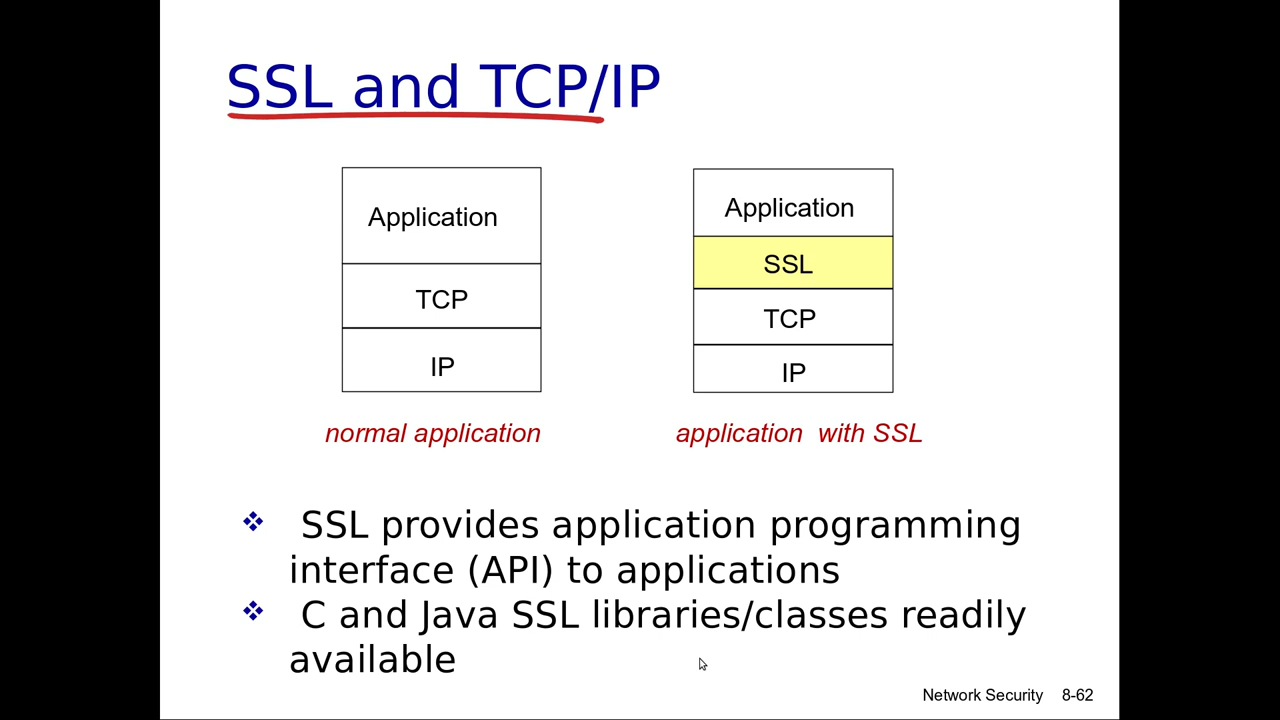 SSL and TCP/IP
Application
TCP
IP
normal application
Application
SSL
TCP
IP
application with SSL
❖ SSL provides application programming
interface (API) to applications
❖ C and Java SSL libraries/classes readily
available
Network Security 8-62